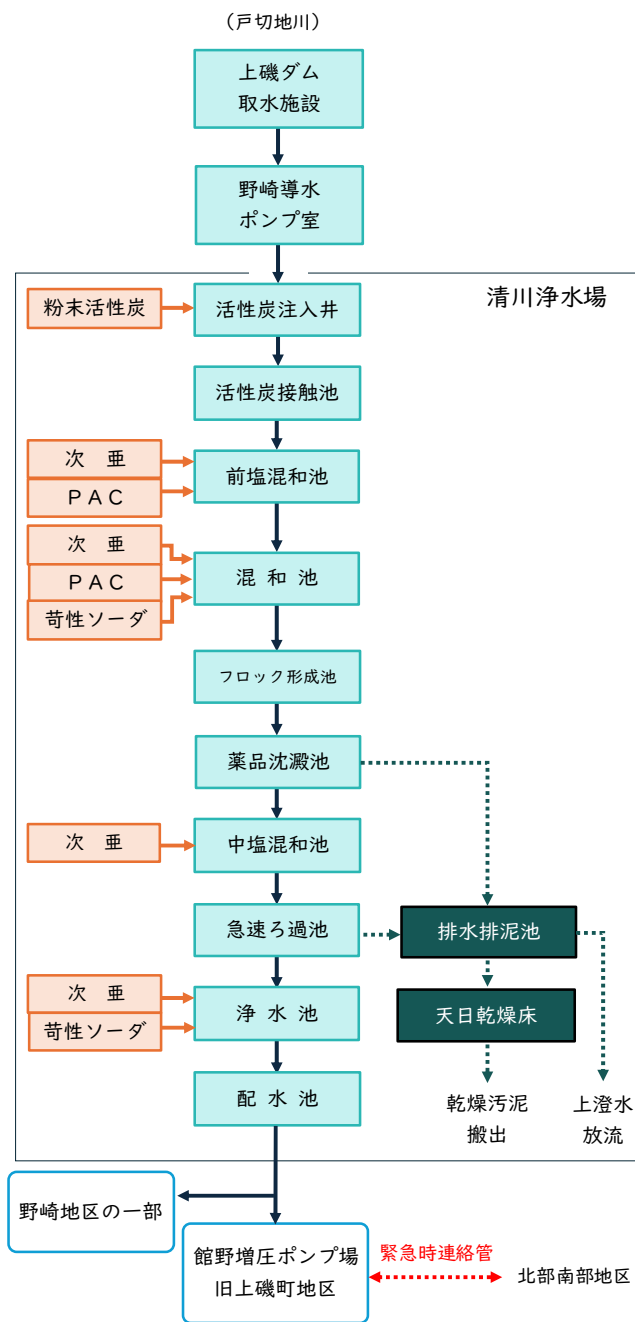 （戸切地川）
上磯ダム
取水施設
野崎導水
ポンプ室
清川浄水場
粉末活性炭
活性炭注入井
活性炭接触池
次　亜
ＰＡＣ
前塩混和池
次　亜
ＰＡＣ
苛性ソーダ
混 和 池
フロック形成池
薬品沈澱池
次　亜
中塩混和池
急速ろ過池
排水排泥池
次　亜
苛性ソーダ
浄 水 池
天日乾燥床
配 水 池
乾燥汚泥
搬出
上澄水
放流
野崎地区の一部
館野増圧ポンプ場
旧上磯町地区
緊急時連絡管
北部南部地区